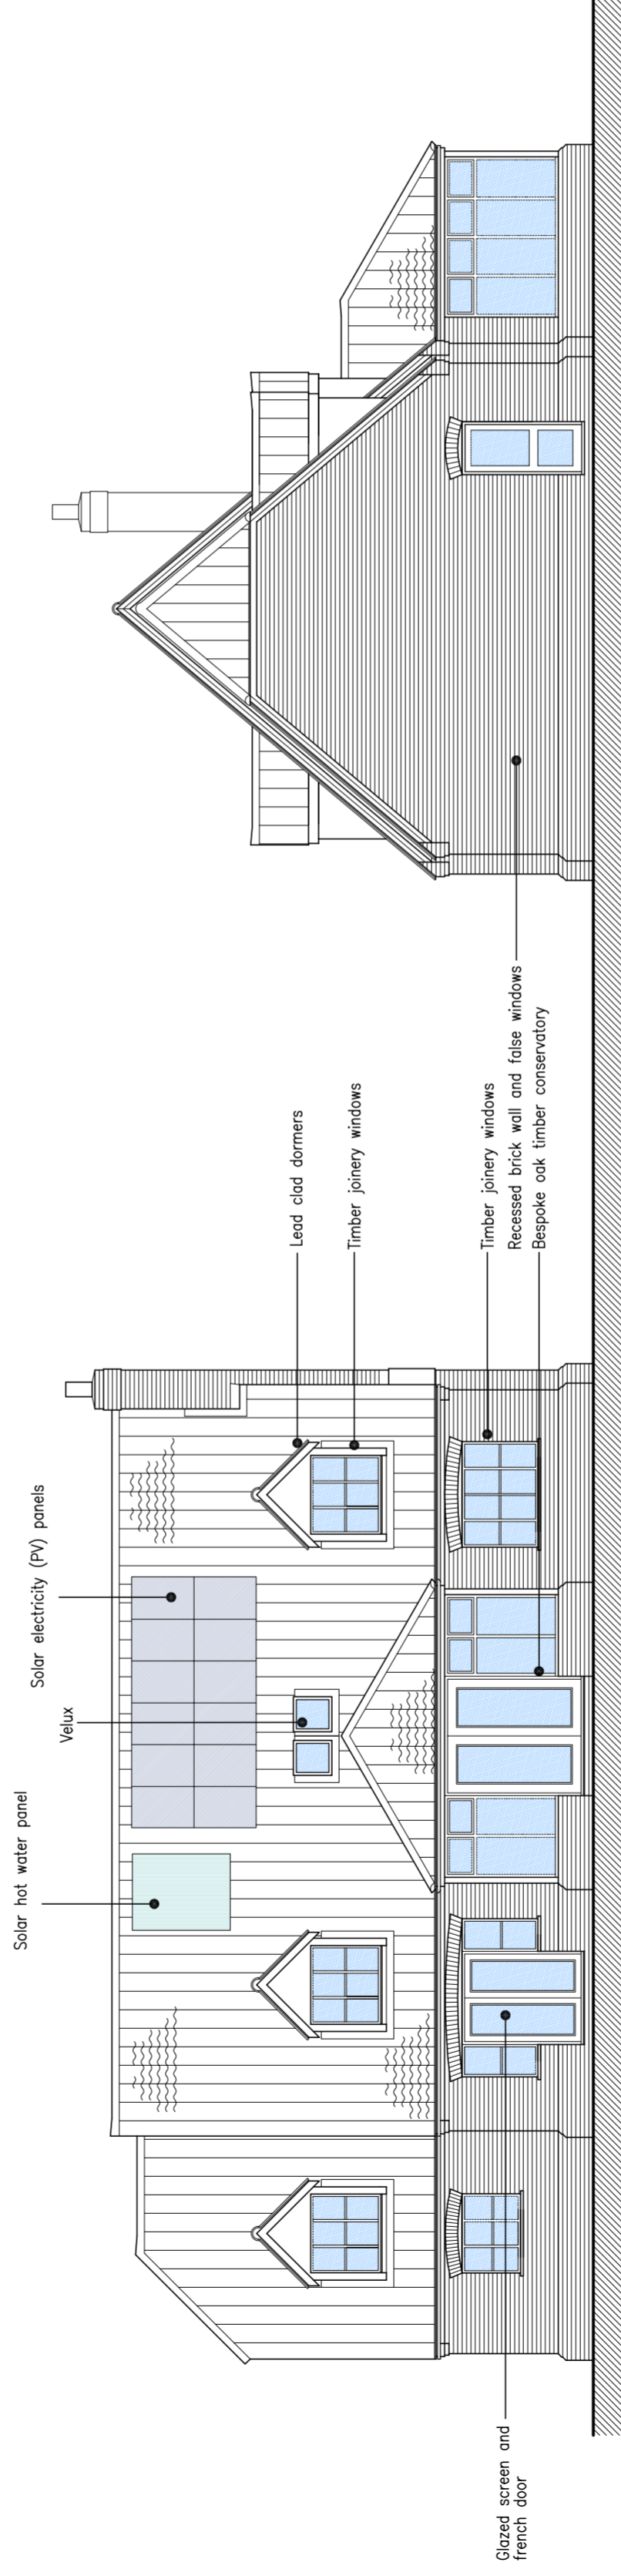 Solar hot water panel
Velux
Solar electricity (PV) panels
Lead clad dormers
Timber joinery windows
Timber joinery windows
Recessed brick wall and false windows
Bespoke oak timber conservatory
Glazed screen and
french door